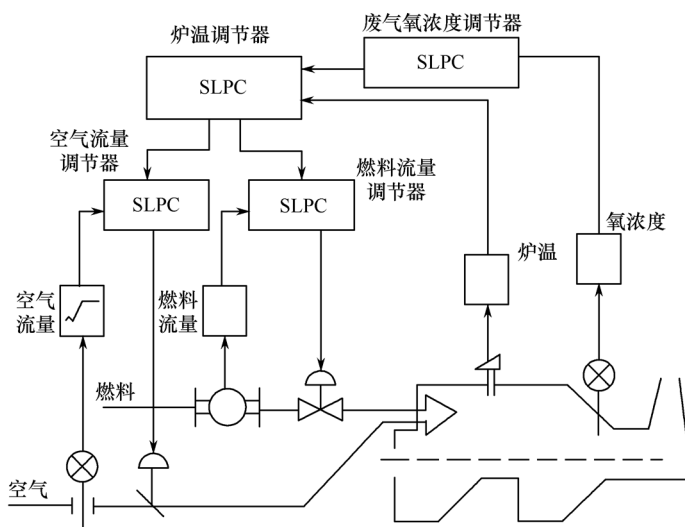 废气氧浓度调节器
炉温调节器
SLPC
SLPC
空气流量
调节器
燃料流量
调节器
SLPC
SLPC
氧浓度
炉温
空气
流量
燃料
流量
燃料
空气